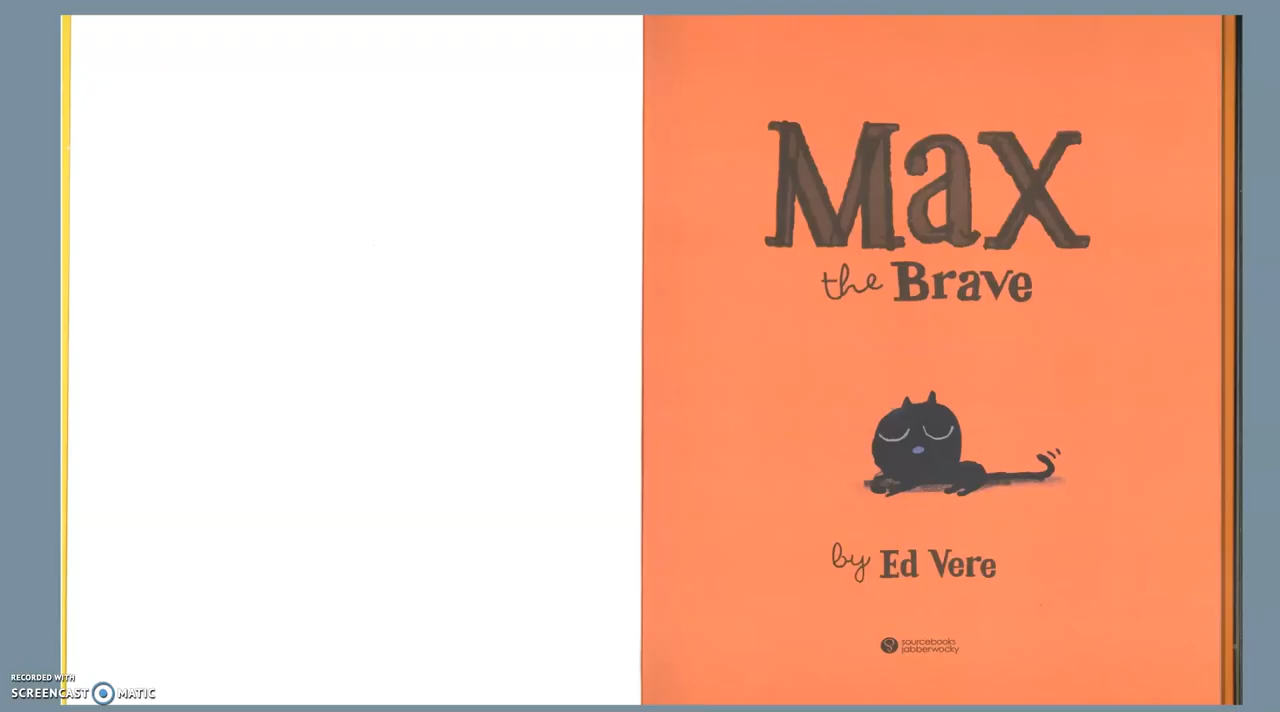 Max
the Brave
by Ed Vere
sourcebooks
jabberwocky
RECORDED WITH
SCREENCAST MATIC